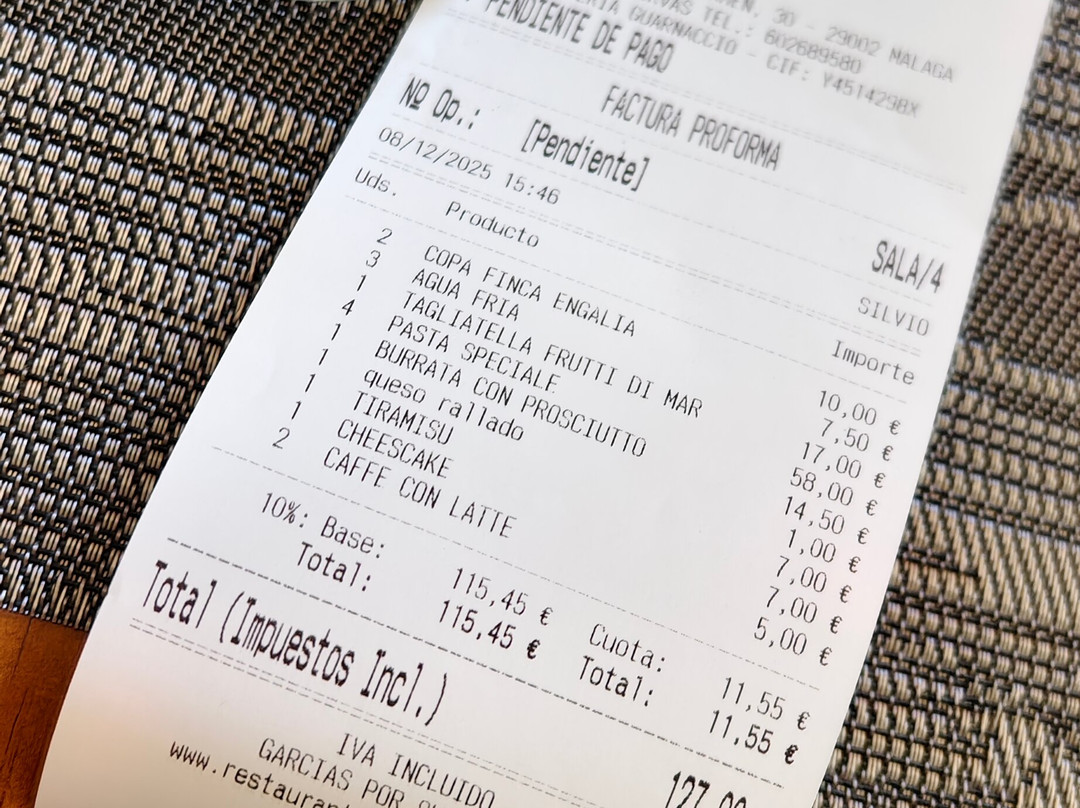 30 - 29002 MALAGA
TEL.: 602689580
GUARNACCIO - CIF: Y4514298X
PENDIENTE DE PAGO
FACTURA PROFORMA
Nº Op.: [Pendiente]
SALA/4
08/12/2025 15:46 SILVIO
Uds. Producto Importe
2 COPA FINCA ENGALIA 10,00 €
3 AGUA FRIA 7,50 €
1 TAGLIATELLA FRUTTI DI MAR 17,00 €
4 PASTA SPECIALE 58,00 €
1 BURRATA CON PROSCIUTTO 14,50 €
1 queso rallado 1,00 €
1 TIRAMISU 7,00 €
1 CHEESCAKE 7,00 €
2 CAFFE CON LATTE 5,00 €
10%: Base: 115,45 € Cuota: 11,55 €
Total: 115,45 € Total: 11,55 €
Total (Impuestos Incl.) 127,00
IVA INCLUIDO
GARCIAS POR
www.restauran